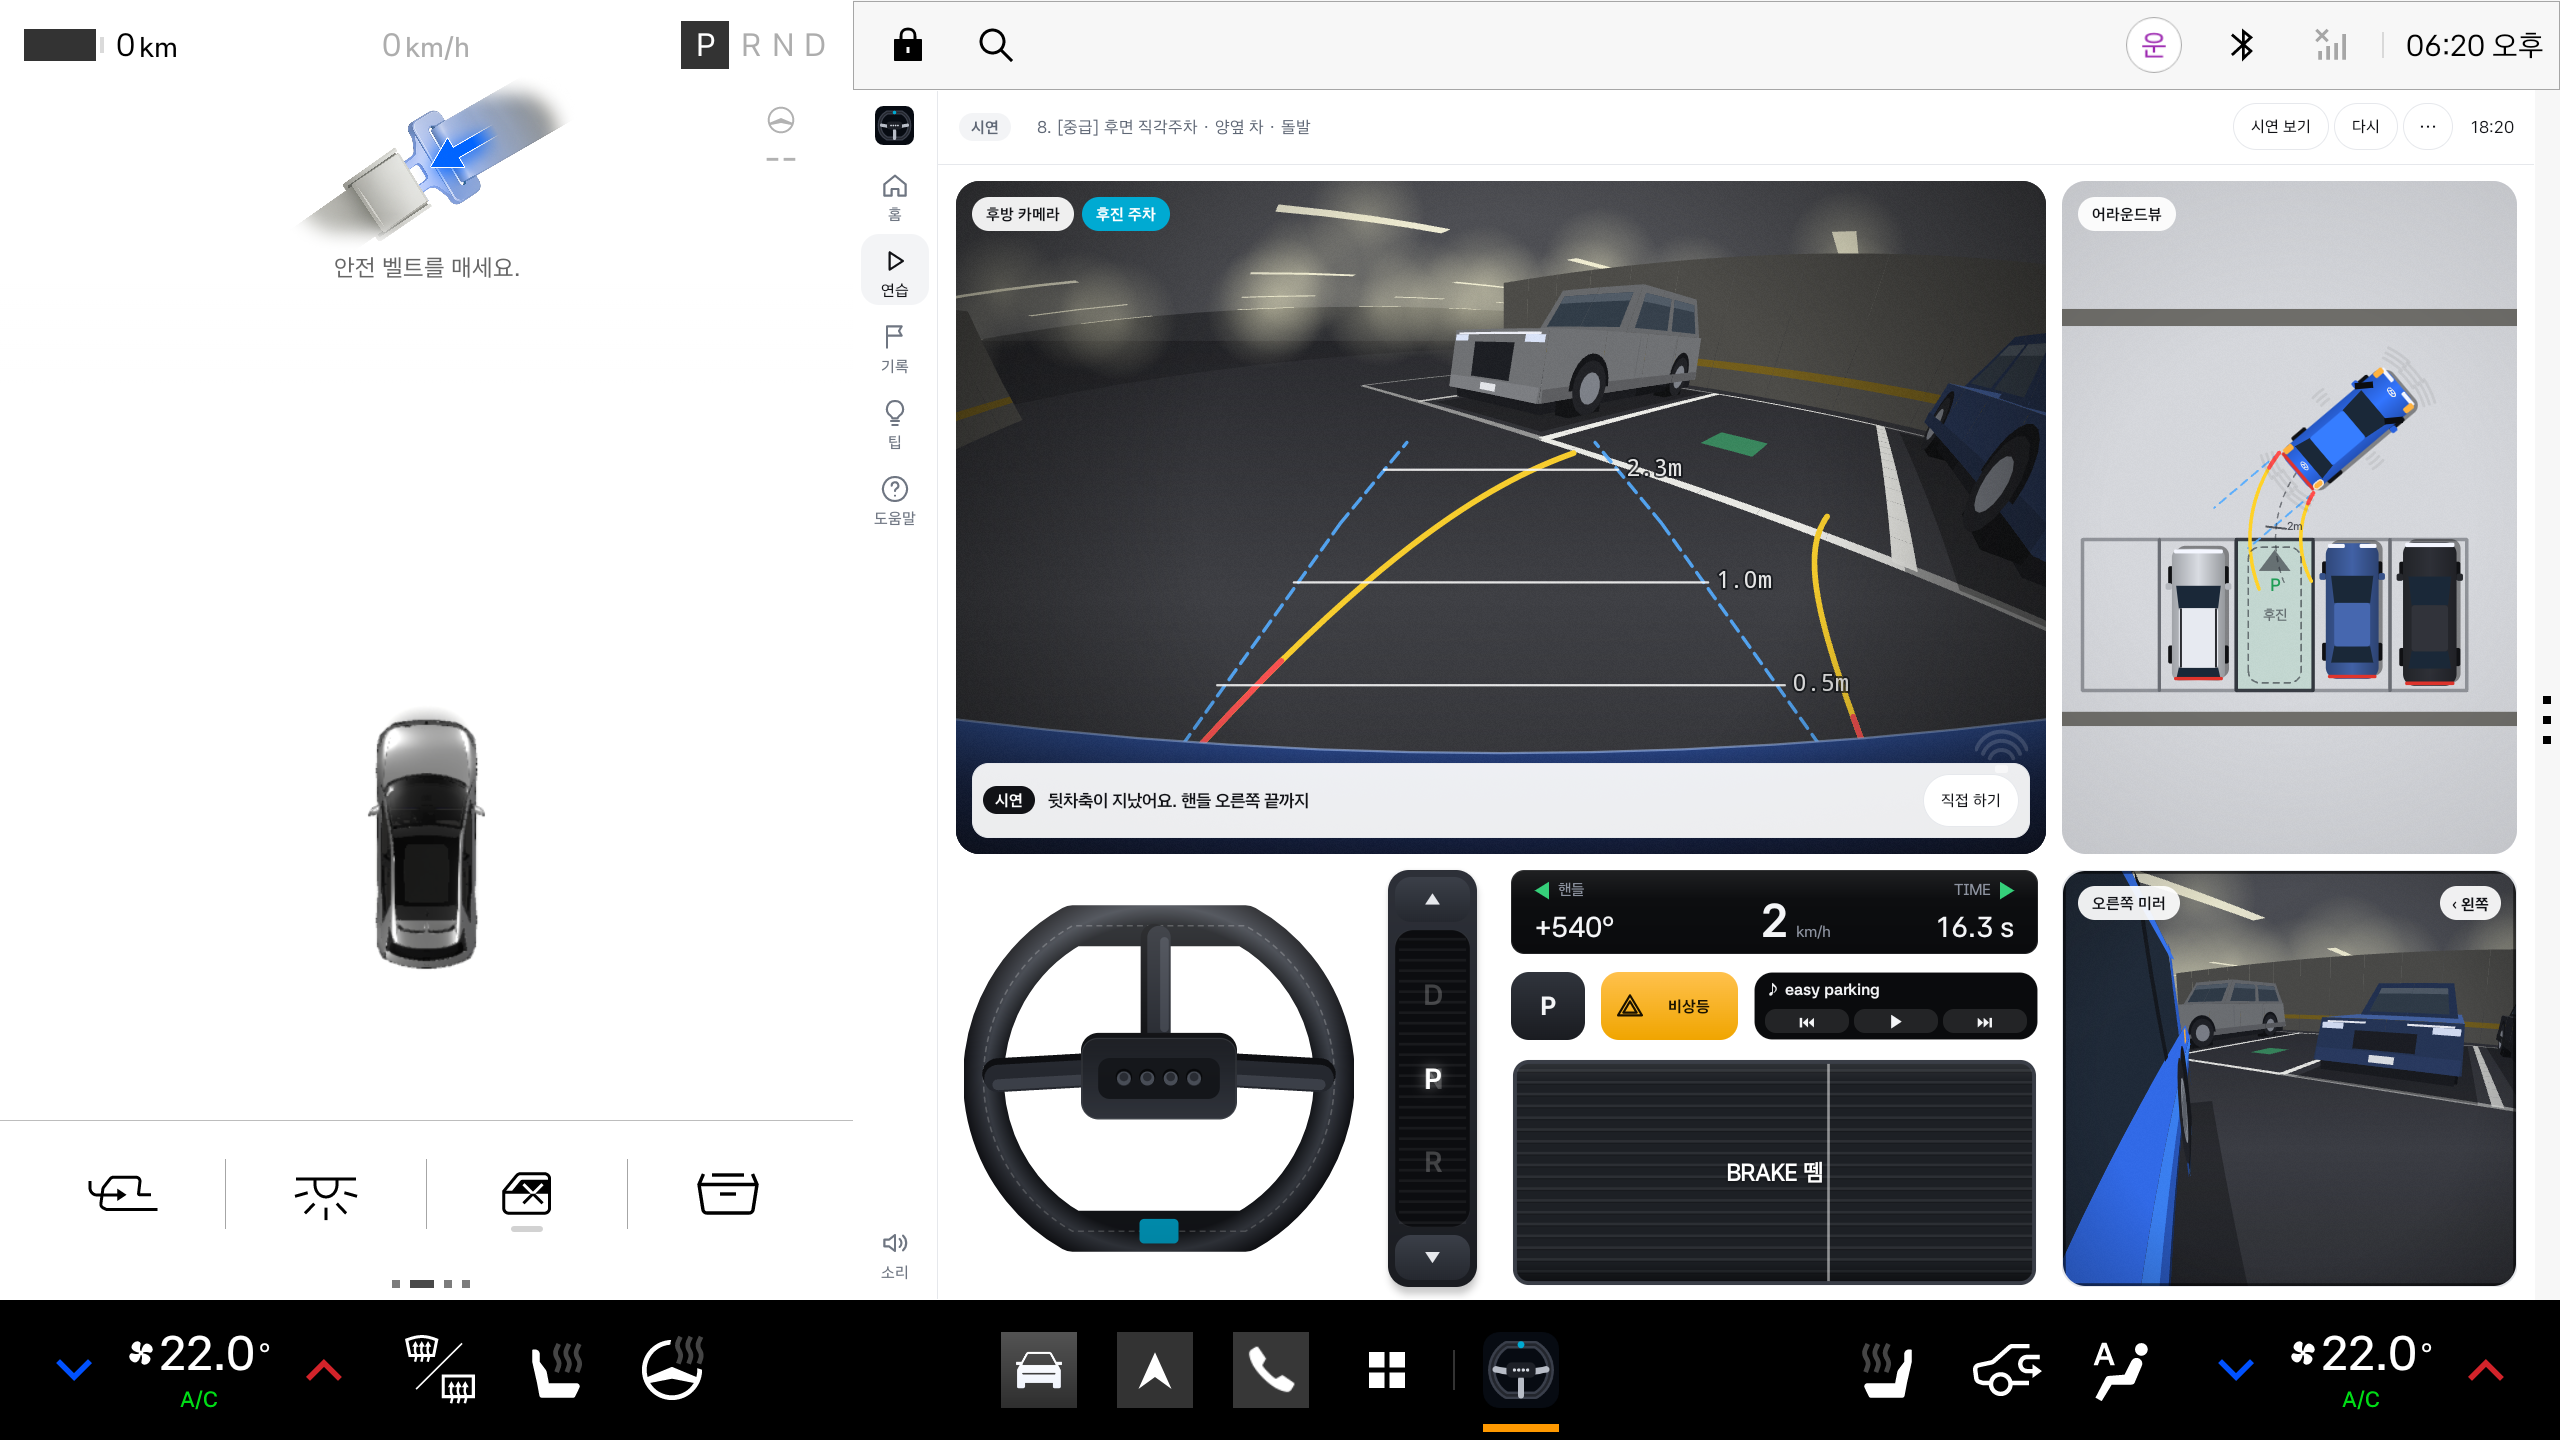 0 km
0 km/h
P R N D
운
06:20 오후
안전 벨트를 매세요.
홈
연습
기록
팁
도움말
소리
시연
8. [중급] 후면 직각주차 · 양옆 차 · 돌발
시연 보기
다시
18:20
후방 카메라
후진 주차
2.3m
1.0m
0.5m
시연
뒷차축이 지났어요. 핸들 오른쪽 끝까지
직접 하기
어라운드뷰
2m
P
후진
D
P
R
핸들
+540°
2 km/h
TIME
16.3 s
P
비상등
♪ easy parking
BRAKE 뗌
오른쪽 미러
‹ 왼쪽
22.0°
A/C
A
22.0°
A/C